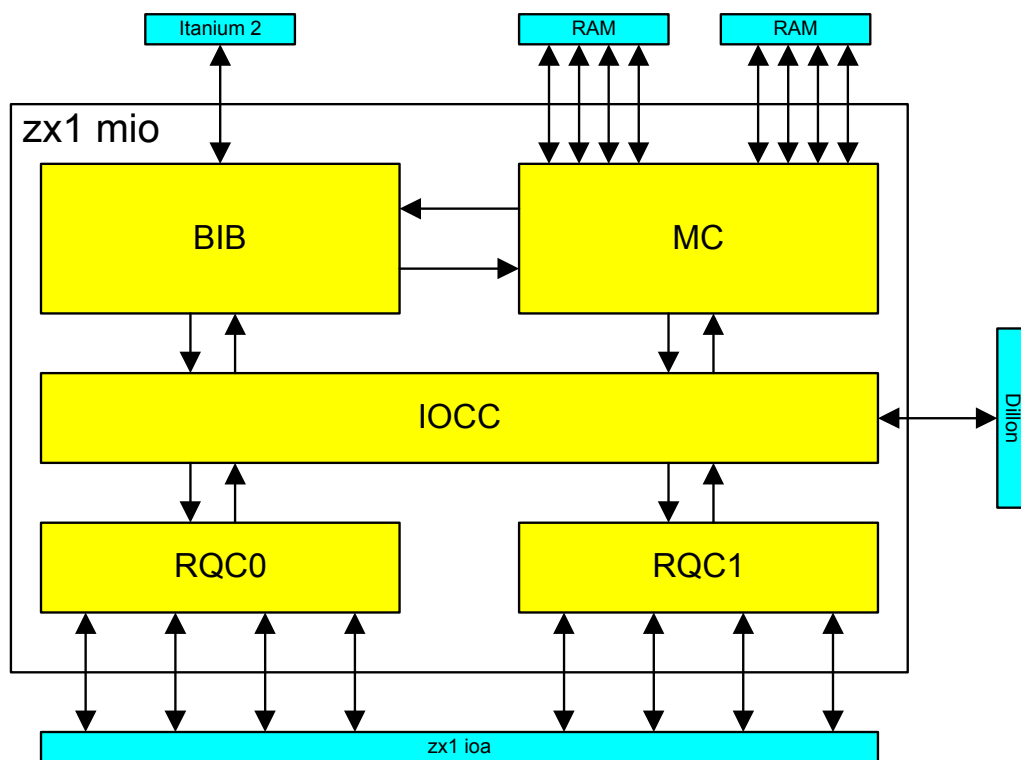 Itanium 2
RAM
RAM
zx1 mio
BIB
MC
IOCC
Dillon
RQC0
RQC1
zx1 ioa